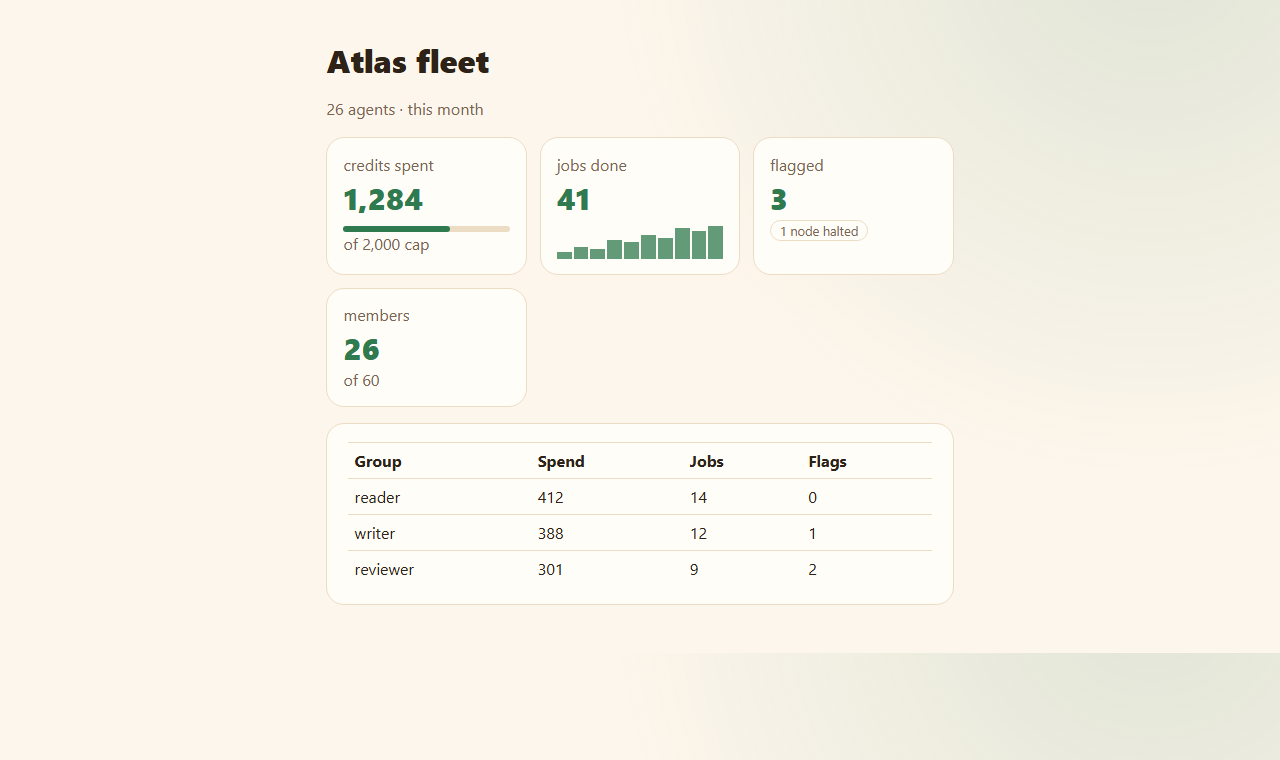 Atlas fleet
26 agents · this month
credits spent
1,284
of 2,000 cap
jobs done
41
flagged
3
1 node halted
members
26
of 60
Group Spend Jobs Flags
reader 412 14 0
writer 388 12 1
reviewer 301 9 2